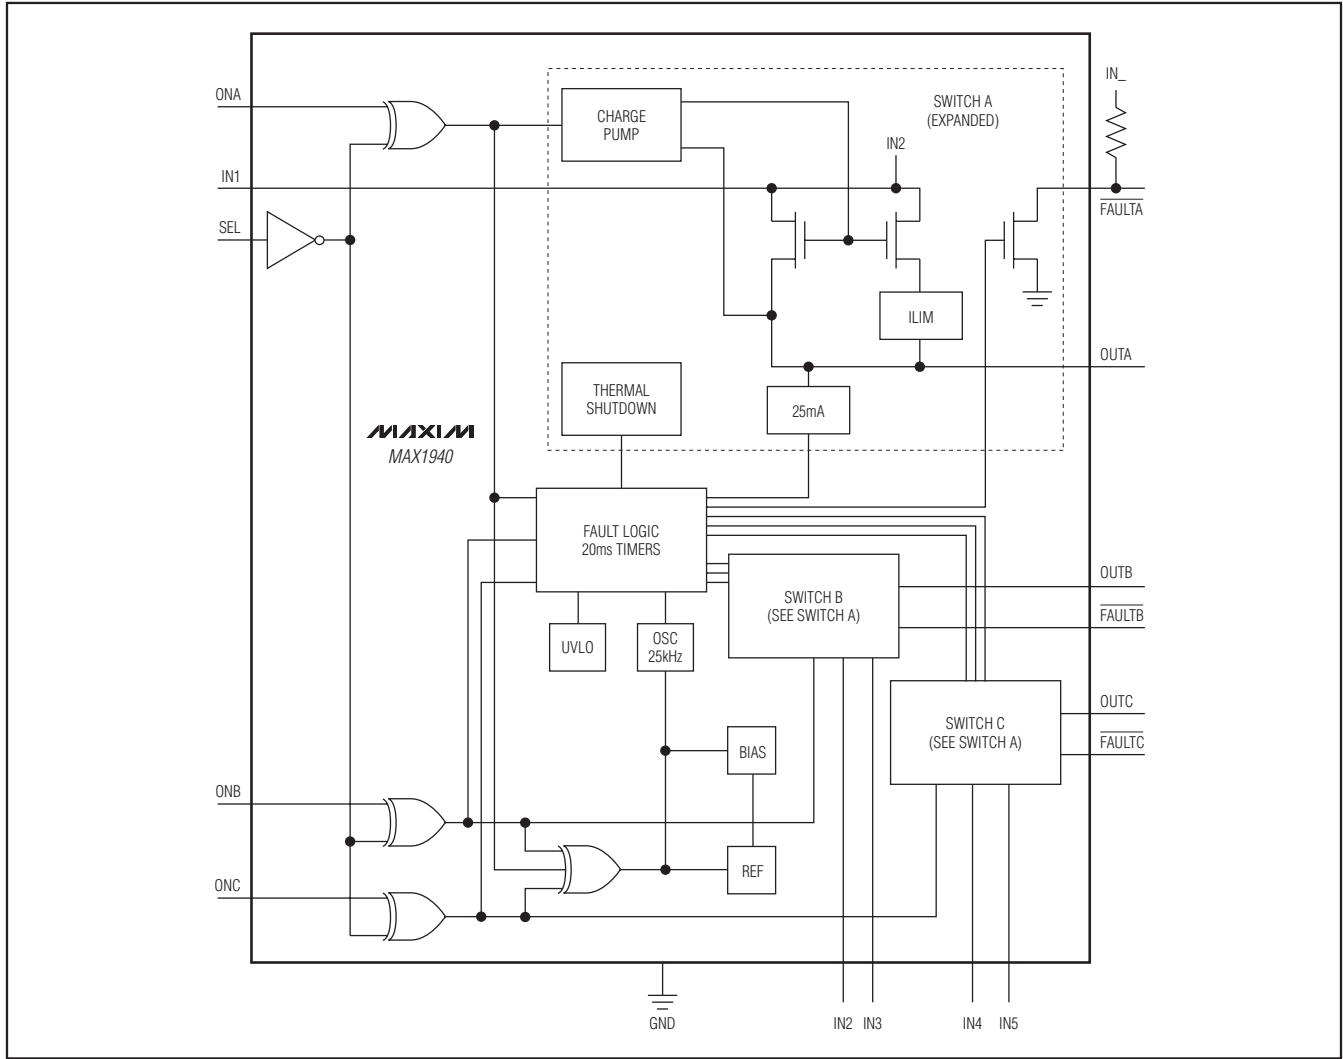 IN_
ONA
CHARGE
PUMP
SWITCH A
(EXPANDED)
IN2
IN1
FAULTA
SEL
ILIM
OUTA
THERMAL
SHUTDOWN
25mA
MAXIM
MAX1940
FAULT LOGIC
20ms TIMERS
OUTB
SWITCH B
(SEE SWITCH A)
FAULTB
UVLO
OSC
25kHz
OUTC
SWITCH C
(SEE SWITCH A)
FAULTC
BIAS
ONB
REF
ONC
GND
IN2
IN3
IN4
IN5